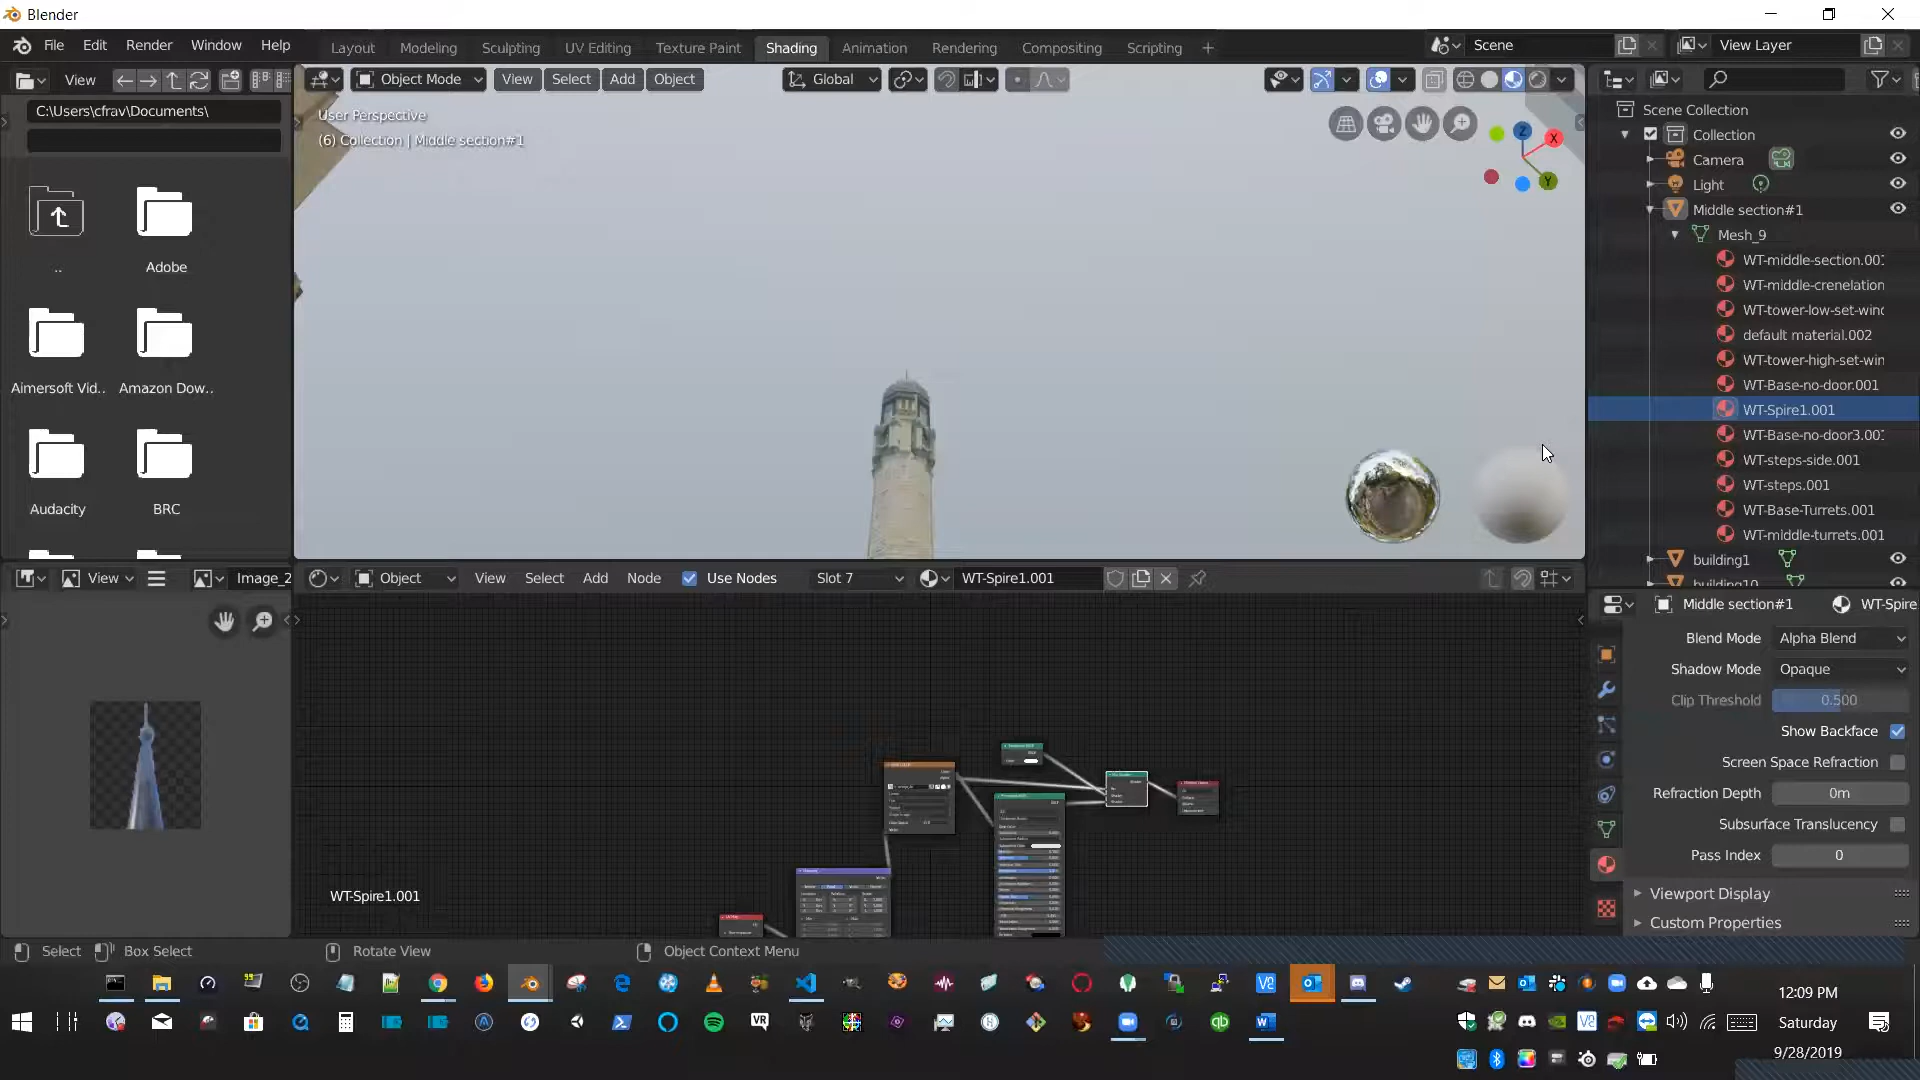 Blender
File Edit Render Window Help
Layout Modeling Sculpting UV Editing Texture Paint Shading Animation Rendering Compositing Scripting +
Scene
View Layer
View
Object Mode View Select Add Object
Global
C:\Users\cfrav\Documents\
User Perspective
(6) Collection | Middle section#1
Z
X
Y
..
Adobe
Aimersoft Vid..
Amazon Dow..
Audacity
BRC
Scene Collection
Collection
Camera
Light
Middle section#1
Mesh_9
WT-middle-section.001
WT-middle-crenelation
WT-tower-low-set-wind
default material.002
WT-tower-high-set-win
WT-Base-no-door.001
WT-Spire1.001
WT-Base-no-door3.001
WT-steps-side.001
WT-steps.001
WT-Base-Turrets.001
WT-middle-turrets.001
building1
building10
View
Image_2
Object View Select Add Node Use Nodes Slot 7 WT-Spire1.001
WT-Spire1.001
Middle section#1 WT-Spire
Blend Mode Alpha Blend
Shadow Mode Opaque
Clip Threshold 0.500
Show Backface
Screen Space Refraction
Refraction Depth 0m
Subsurface Translucency
Pass Index 0
Viewport Display
Custom Properties
Select Box Select Rotate View Object Context Menu
12:09 PM
Saturday
9/28/2019